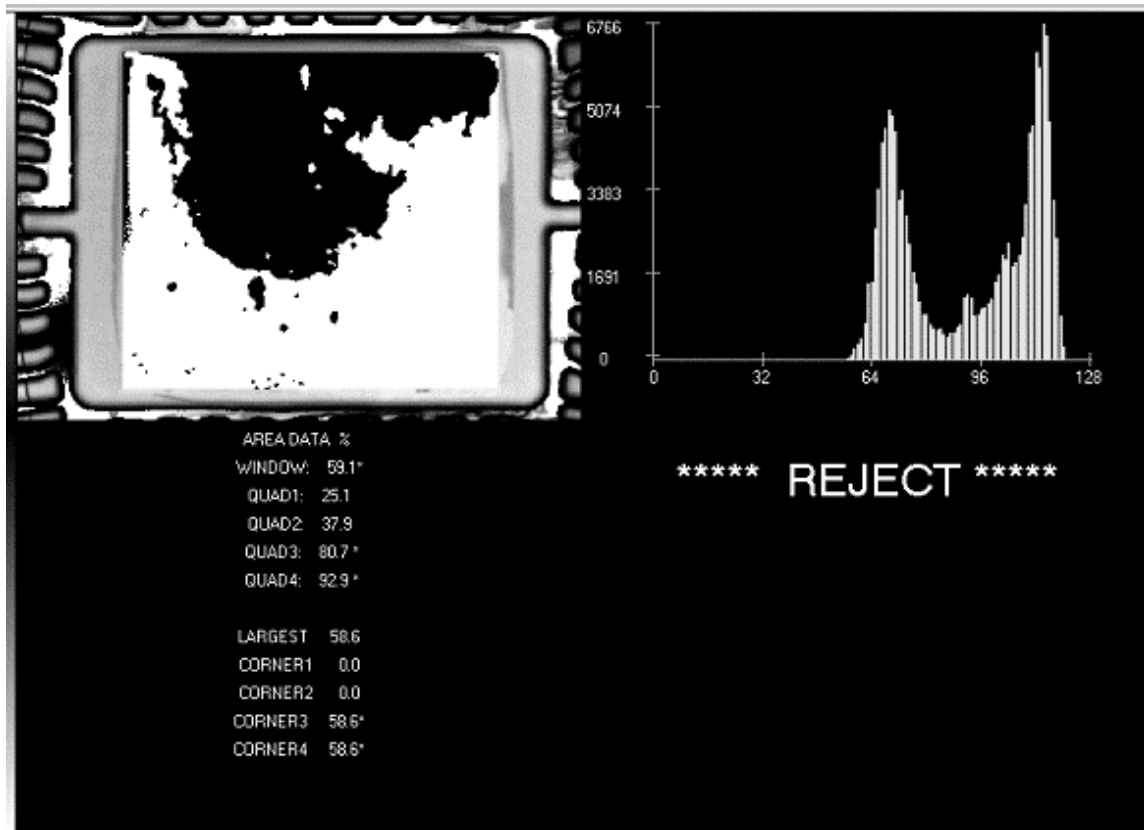 6766
5074
3383
1691
0
0 32 64 96 128
AREA DATA %
WINDOW: 59.1*
QUAD1: 25.1
QUAD2: 37.9
QUAD3: 80.7 *
QUAD4: 92.9 *
LARGEST 58.6
CORNER1 0.0
CORNER2 0.0
CORNER3 58.6*
CORNER4 58.6*
***** REJECT *****